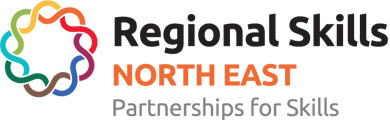 Regional Skills
NORTH EAST
Partnerships for Skills